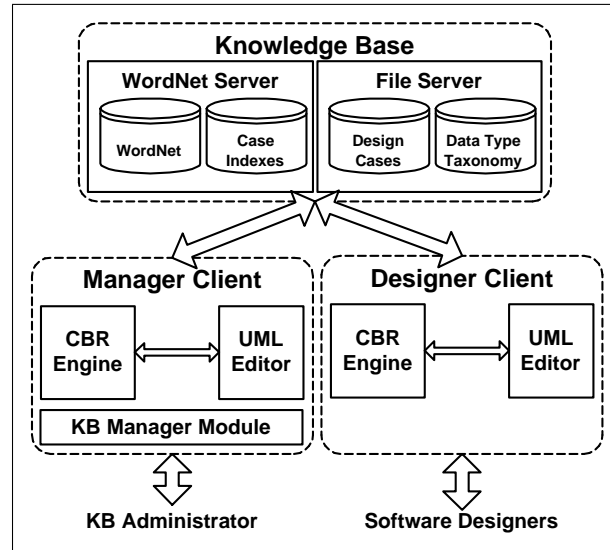 Knowledge Base
WordNet Server
File Server
WordNet
Case
Indexes
Design
Cases
Data Type
Taxonomy
Manager Client
CBR
Engine
UML
Editor
KB Manager Module
Designer Client
CBR
Engine
UML
Editor
KB Administrator
Software Designers